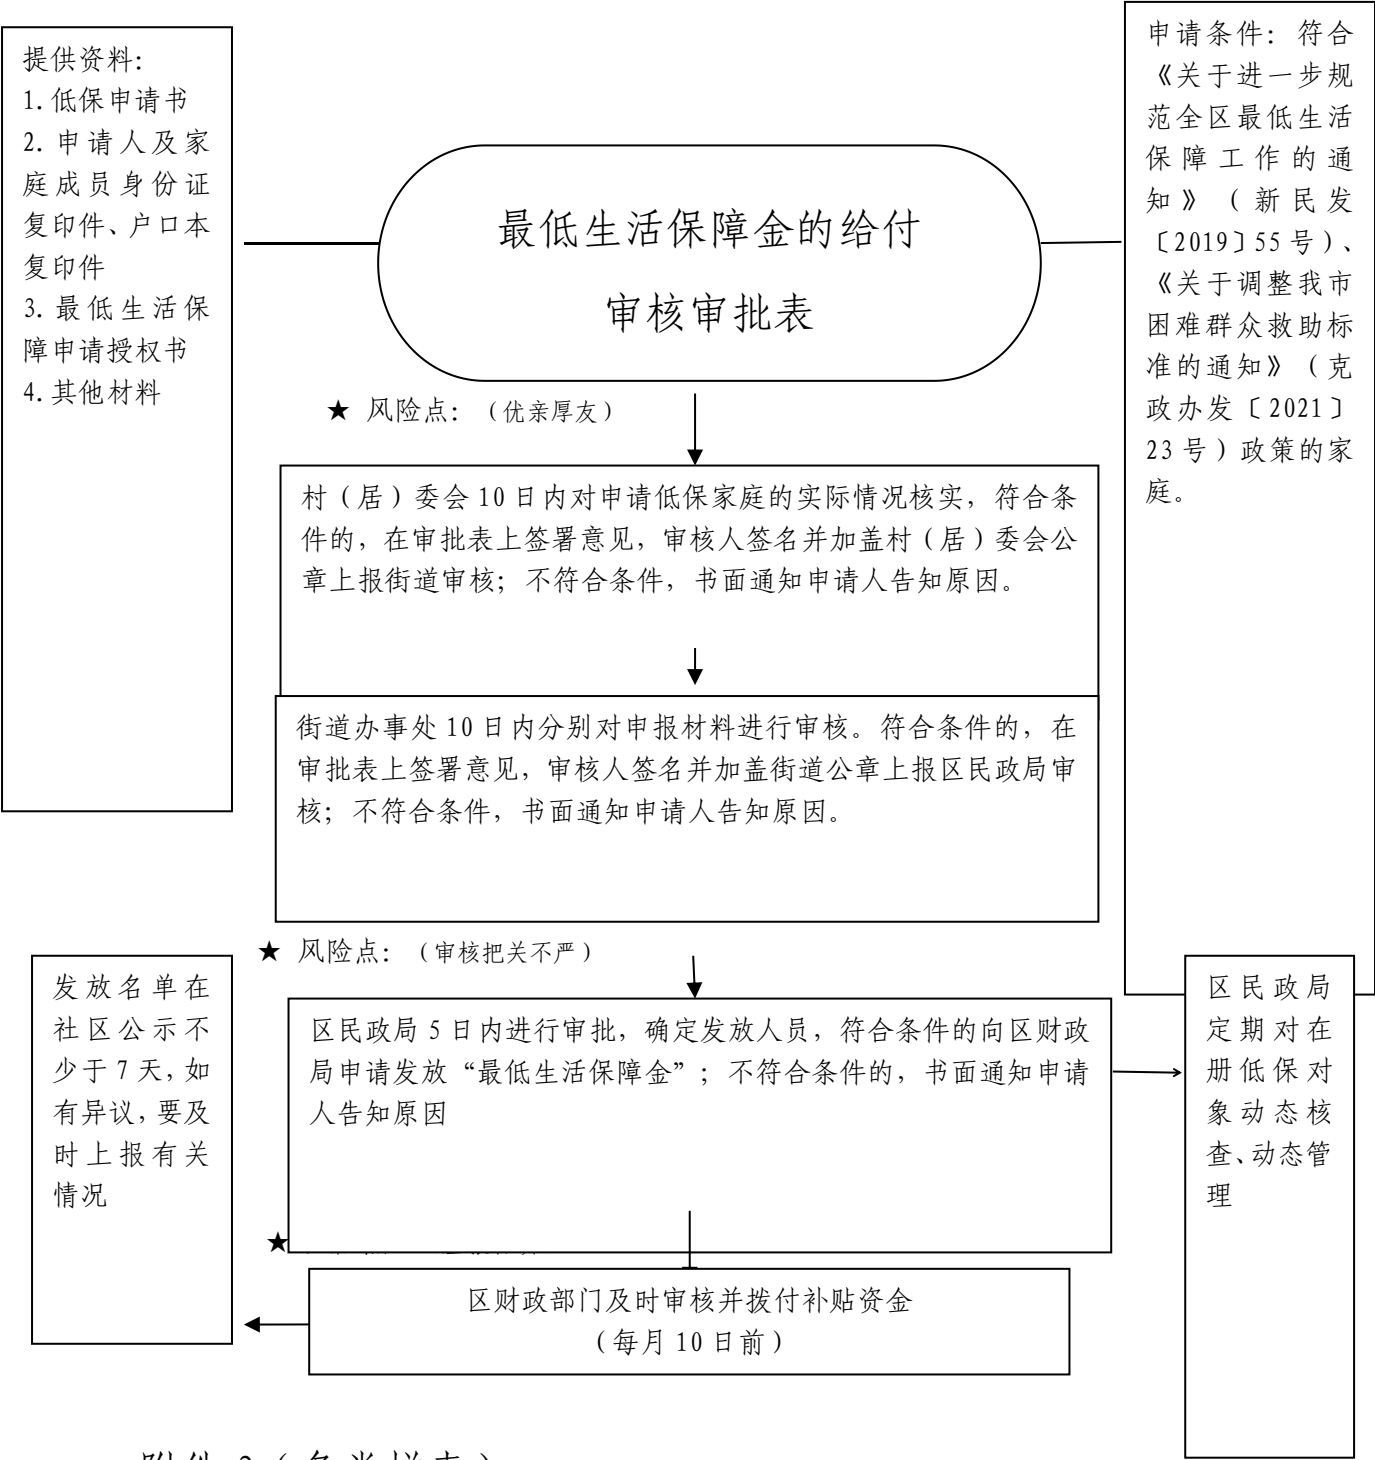 提供资料：
1.低保申请书
2.申请人及家
庭成员身份证
复印件、户口本
复印件
3.最低生活保
障申请授权书
4.其他材料
最低生活保障金的给付
审核审批表
申请条件：符合
《关于进一步规
范全区最低生活
保障工作的通
知》（新民发
〔2019〕55号）、
《关于调整我市
困难群众救助标
准的通知》（克
政办发〔2021〕
23号）政策的家
庭。
★ 风险点：（优亲厚友）
村（居）委会10日内对申请低保家庭的实际情况核实，符合条
件的，在审批表上签署意见，审核人签名并加盖村（居）委会公
章上报街道审核；不符合条件，书面通知申请人告知原因。
街道办事处10日内分别对申报材料进行审核。符合条件的，在
审批表上签署意见，审核人签名并加盖街道公章上报区民政局审
核；不符合条件，书面通知申请人告知原因。
★ 风险点：（审核把关不严）
区民政局5日内进行审批，确定发放人员，符合条件的向区财政
局申请发放“最低生活保障金”；不符合条件的，书面通知申请
人告知原因
★
区财政部门及时审核并拨付补贴资金
（每月10日前）
发放名单在
社区公示不
少于7天，如
有异议，要及
时上报有关
情况
区民政局
定期对在
册低保对
象动态核
查、动态管
理